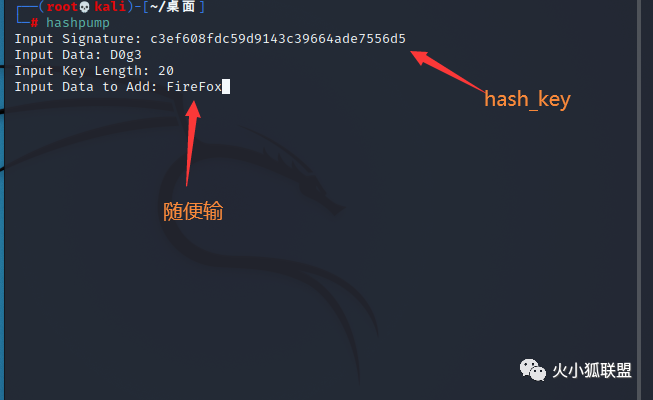 ┌──(root💀kali)-[~/桌面]
└─# hashpump
Input Signature: c3ef608fdc59d9143c39664ade7556d5
Input Data: D0g3
Input Key Length: 20
Input Data to Add: FireFox
hash_key
随便输
火小狐联盟